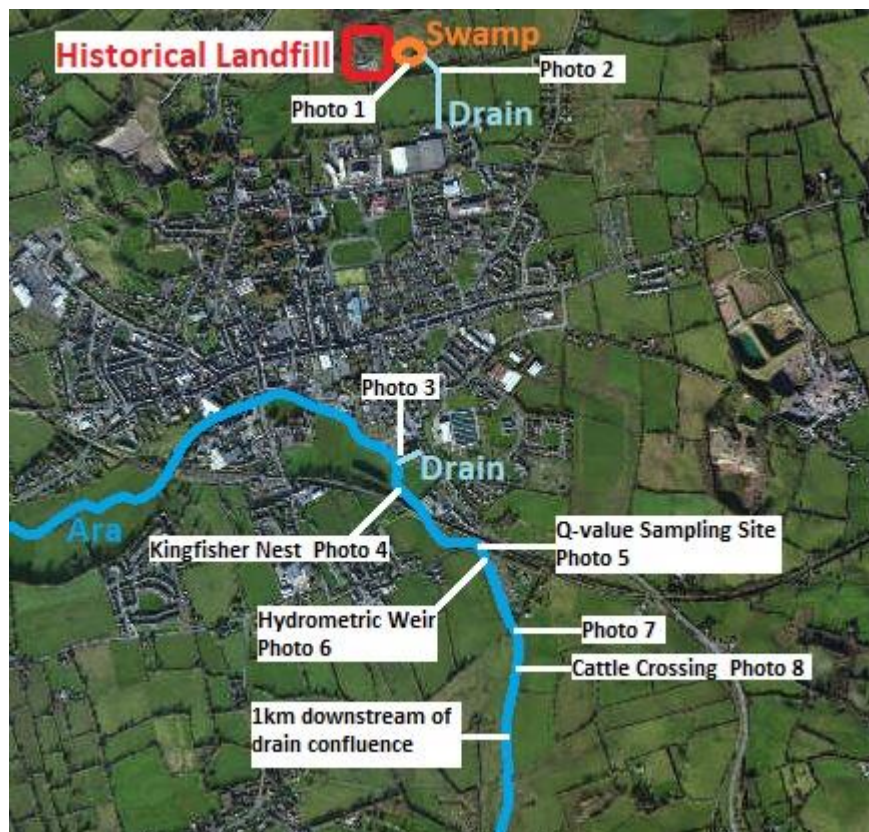 Swamp
Historical Landfill
Photo 2
Photo 1
Drain
Photo 3
Drain
Ara
Kingfisher Nest  Photo 4
Q-value Sampling Site
Photo 5
Hydrometric Weir
Photo 6
Photo 7
Cattle Crossing  Photo 8
1km downstream of
drain confluence